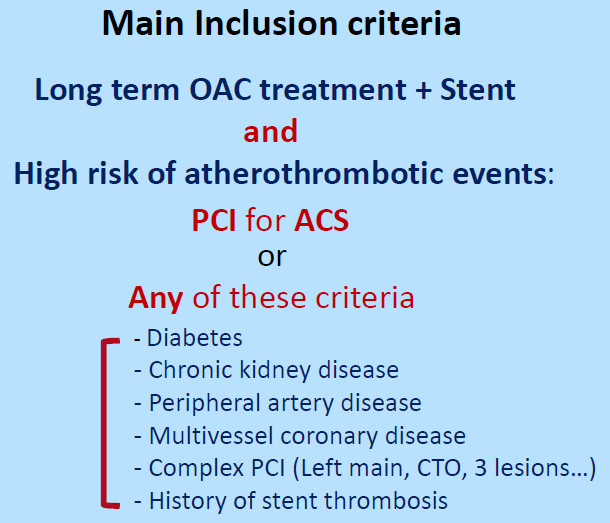 Main Inclusion criteria
Long term OAC treatment + Stent
and
High risk of atherothrombotic events:
PCI for ACS
or
Any of these criteria
- Diabetes
- Chronic kidney disease
- Peripheral artery disease
- Multivessel coronary disease
- Complex PCI (Left main, CTO, 3 lesions…)
- History of stent thrombosis